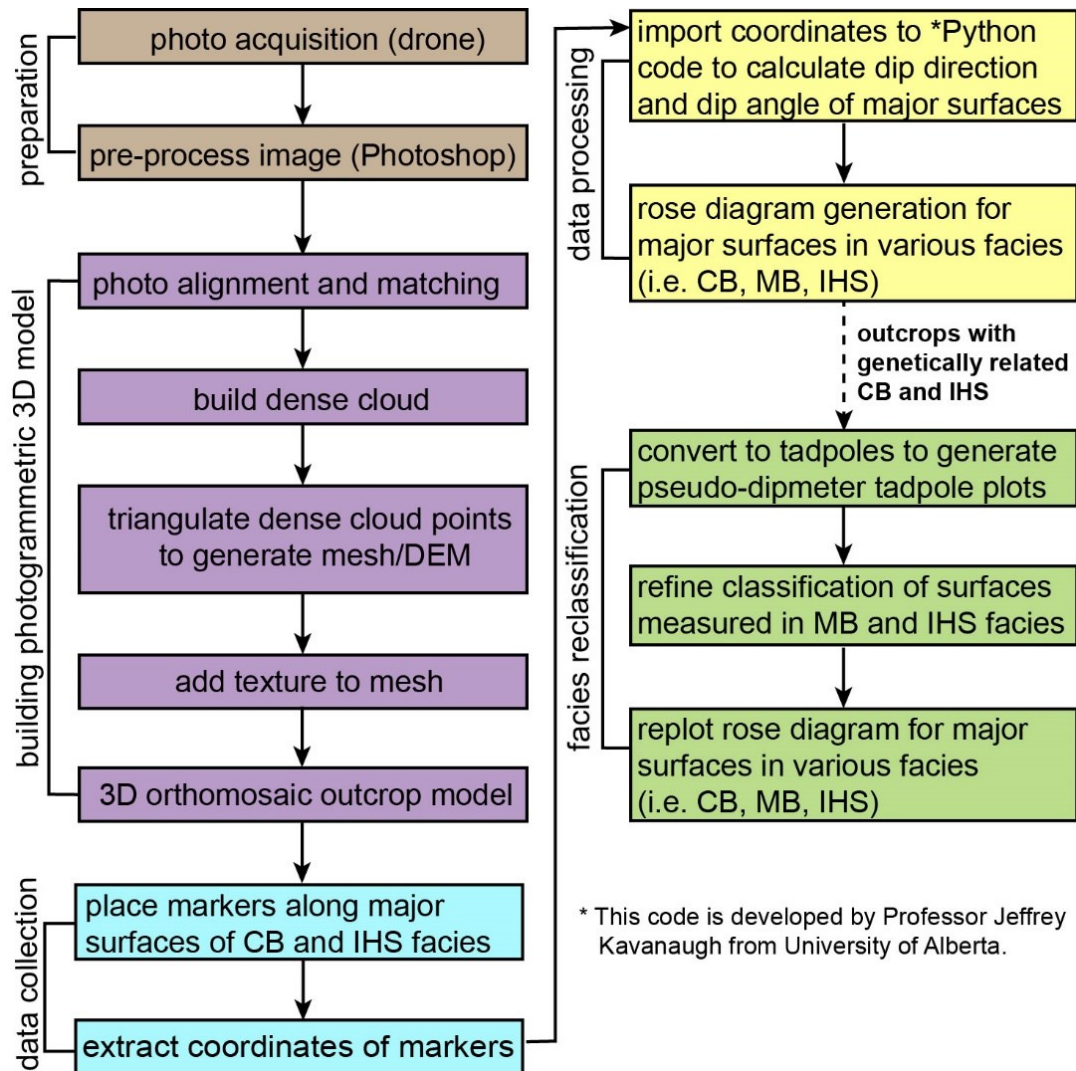 preparation
photo acquisition (drone)
pre-process image (Photoshop)
building photogrammetric 3D model
photo alignment and matching
build dense cloud
triangulate dense cloud points
to generate mesh/DEM
add texture to mesh
3D orthomosaic outcrop model
data collection
place markers along major
surfaces of CB and IHS facies
extract coordinates of markers
data processing
import coordinates to *Python
code to calculate dip direction
and dip angle of major surfaces
rose diagram generation for
major surfaces in various facies
(i.e. CB, MB, IHS)
outcrops with
genetically related
CB and IHS
facies reclassification
convert to tadpoles to generate
pseudo-dipmeter tadpole plots
refine classification of surfaces
measured in MB and IHS facies
replot rose diagram for major
surfaces in various facies
(i.e. CB, MB, IHS)
* This code is developed by Professor Jeffrey
Kavanaugh from University of Alberta.